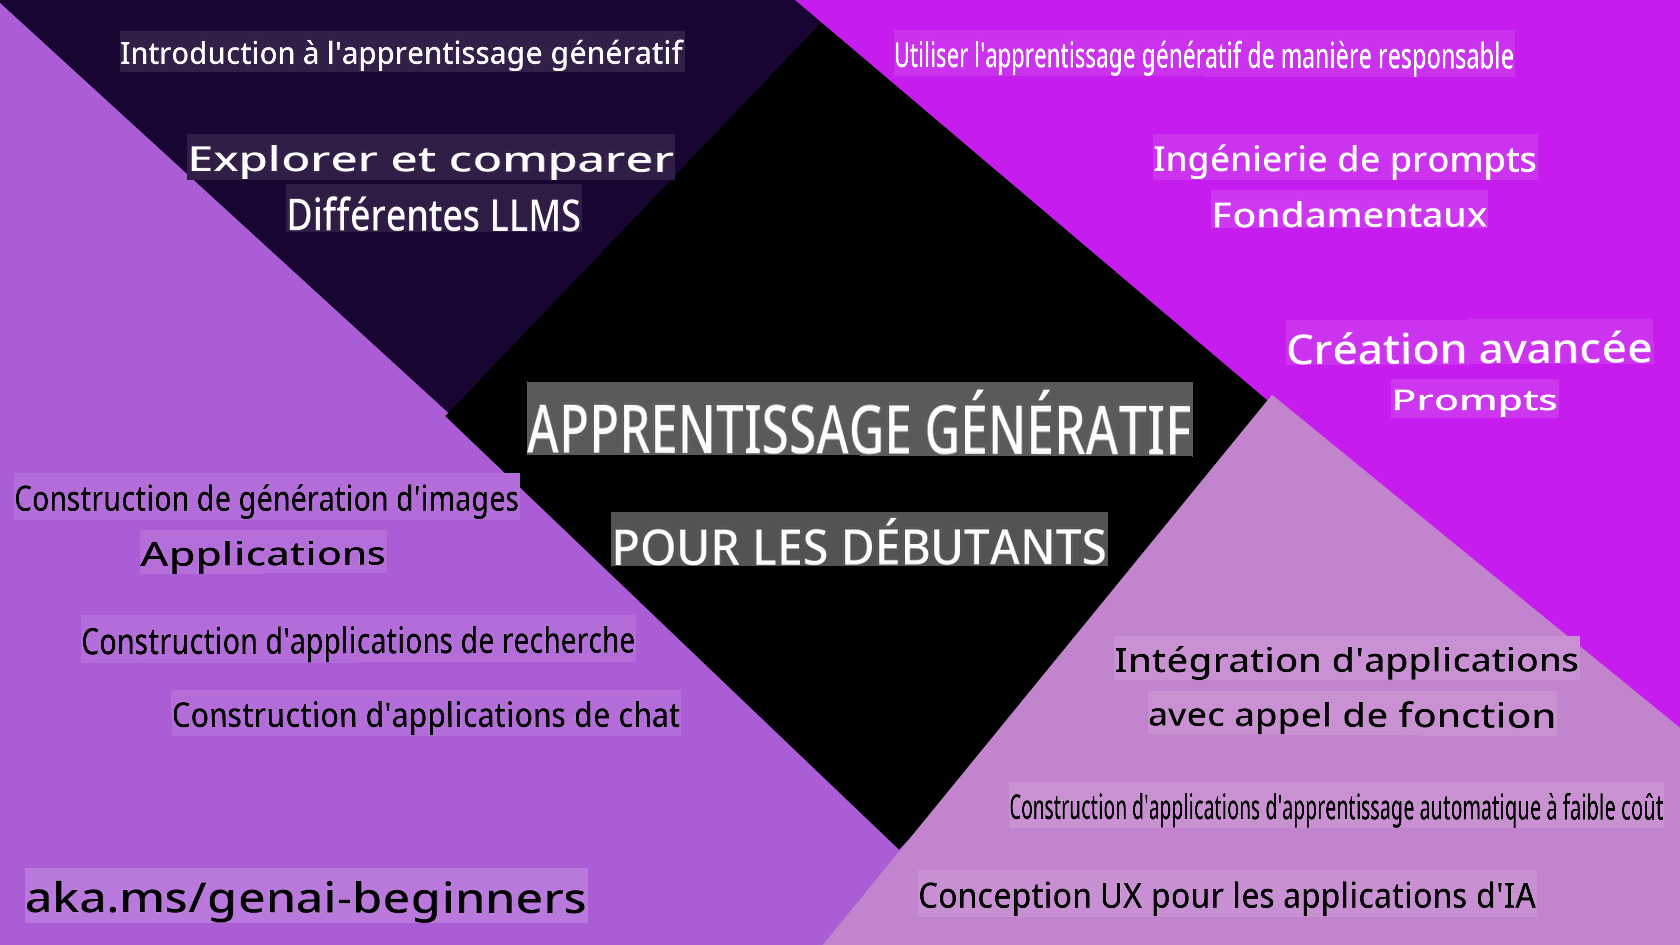 Introduction à l'apprentissage génératif
Explorer et comparer
Différentes LLMS
Utiliser l'apprentissage génératif de manière responsable
Ingénierie de prompts
Fondamentaux
Création avancée
Prompts
APPRENTISSAGE GÉNÉRATIF
POUR LES DÉBUTANTS
Construction de génération d'images
Applications
Construction d'applications de recherche
Construction d'applications de chat
aka.ms/genai-beginners
Intégration d'applications
avec appel de fonction
Construction d'applications d'apprentissage automatique à faible coût
Conception UX pour les applications d'IA